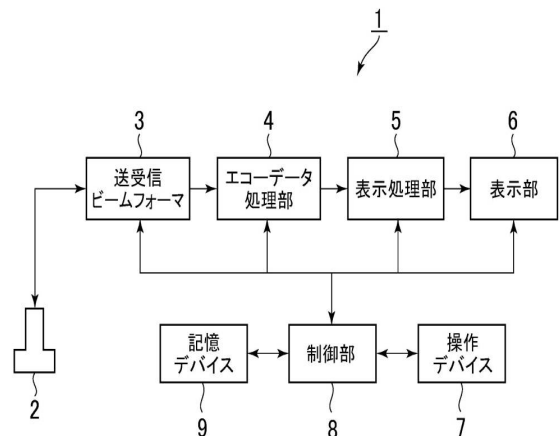 1
3
4
5
6
送受信
ビームフォーマ
エコーデータ
処理部
表示処理部
表示部
記憶
デバイス
制御部
操作
デバイス
2
9
8
7